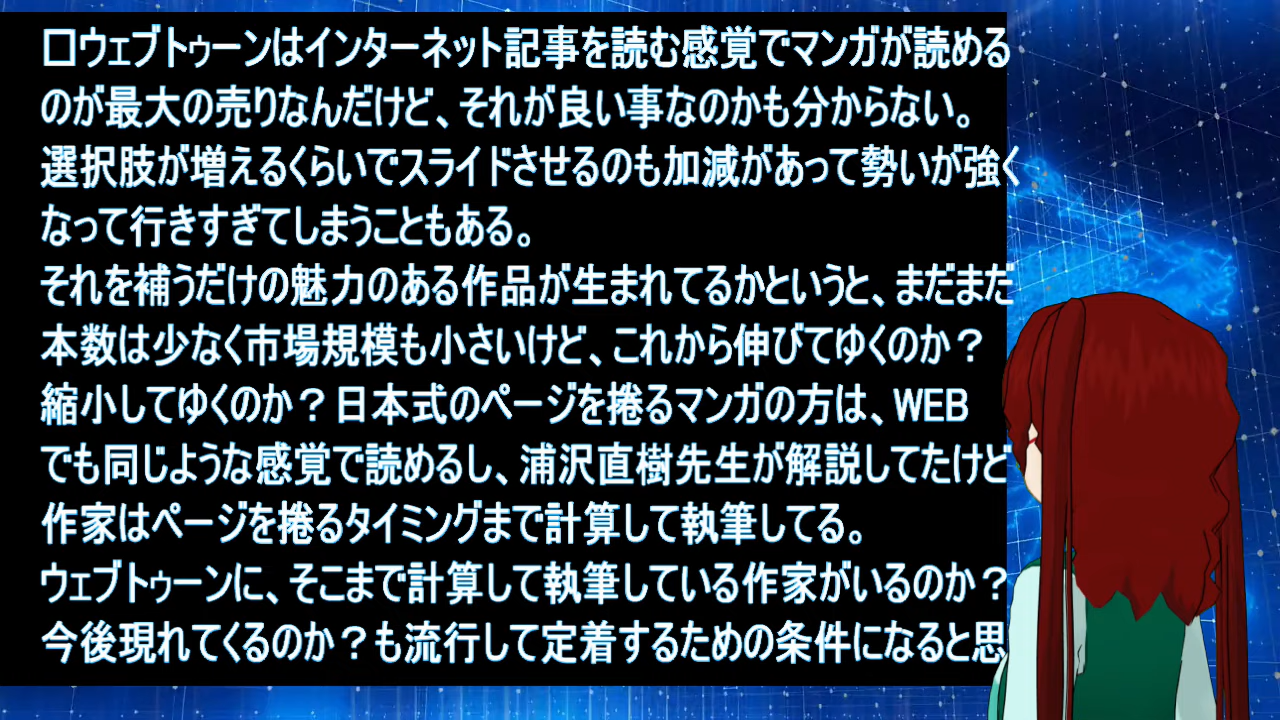 □ウェブトゥーンはインターネット記事を読む感覚でマンガが読める
のが最大の売りなんだけど、それが良い事なのかも分からない。
選択肢が増えるくらいでスライドさせるのも加減があって勢いが強く
なって行きすぎてしまうこともある。
それを補うだけの魅力のある作品が生まれてるかというと、まだまだ
本数は少なく市場規模も小さいけど、これから伸びてゆくのか？
縮小してゆくのか？日本式のページを捲るマンガの方は、WEB
でも同じような感覚で読めるし、浦沢直樹先生が解説してたけど
作家はページを捲るタイミングまで計算して執筆してる。
ウェブトゥーンに、そこまで計算して執筆している作家がいるのか？
今後現れてくるのか？も流行して定着するための条件になると思